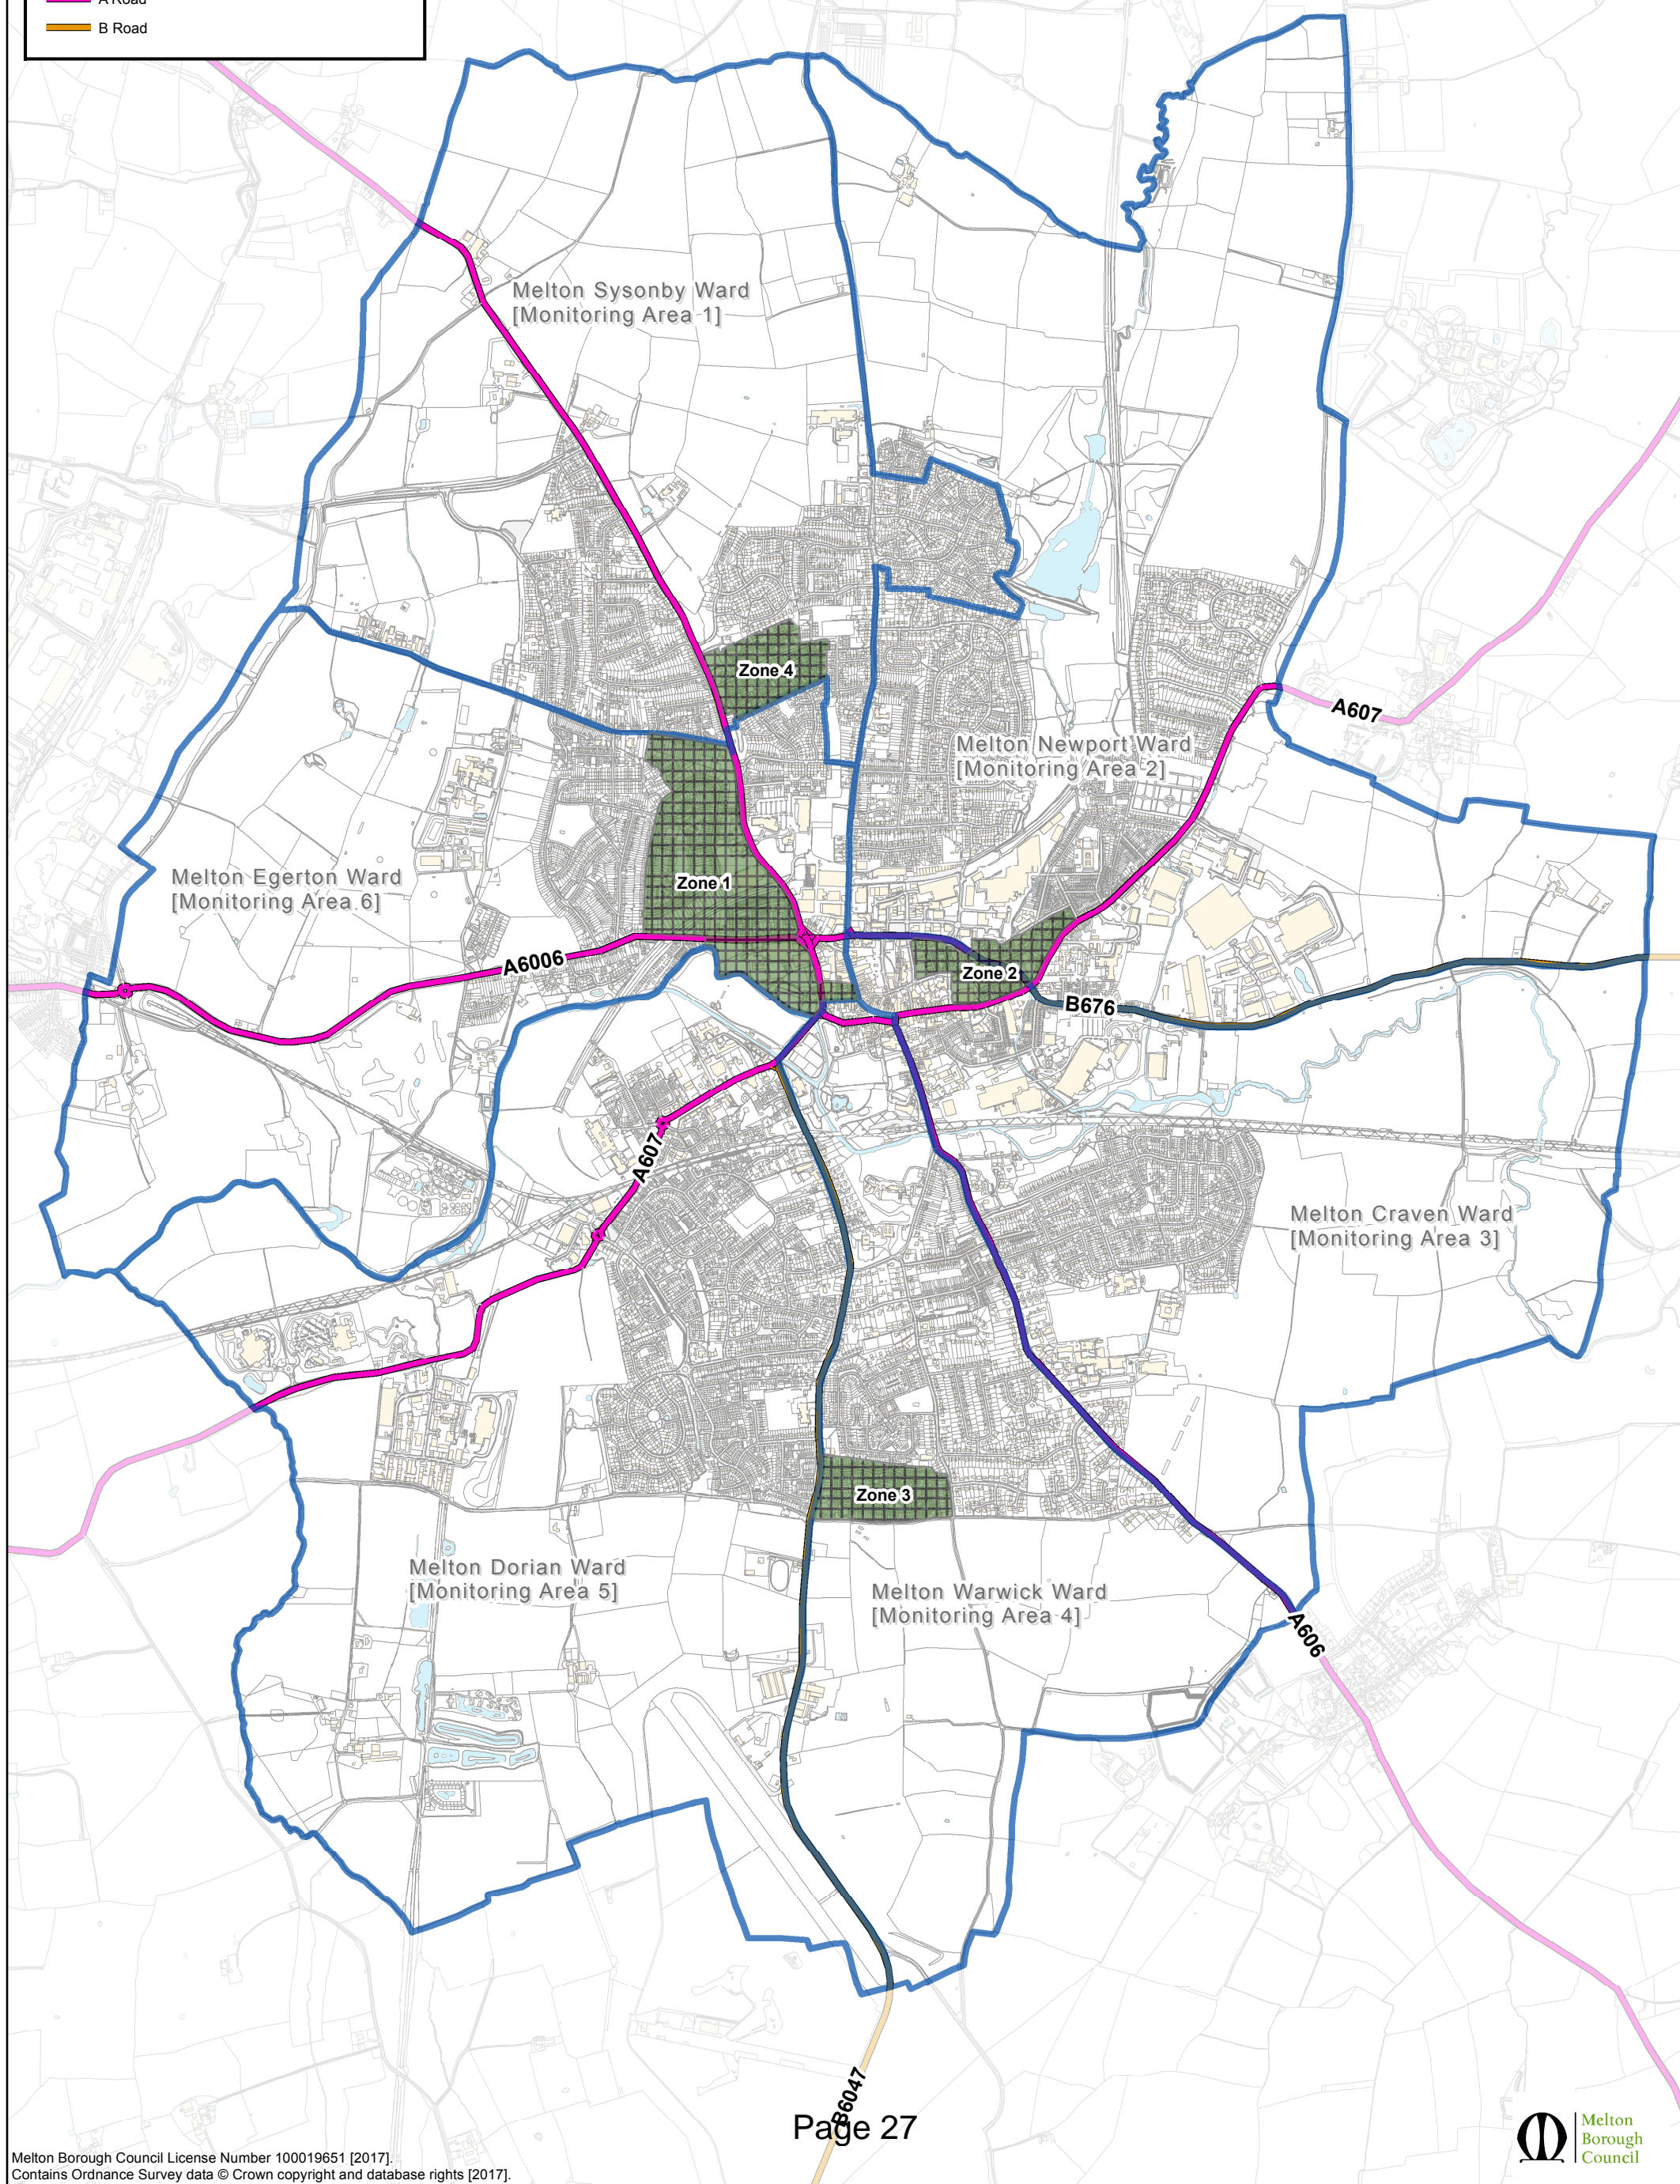 A Road
B Road
Melton Sysonby Ward
[Monitoring Area 1]
Zone 4
A607
Melton Newport Ward
[Monitoring Area 2]
Melton Egerton Ward
[Monitoring Area 6]
Zone 1
A6006
Zone 2
B676
A607
Melton Craven Ward
[Monitoring Area 3]
Zone 3
Melton Dorian Ward
[Monitoring Area 5]
Melton Warwick Ward
[Monitoring Area 4]
A606
B6047
Page 27
Melton
Borough
Council
Melton Borough Council License Number 100019651 [2017].
Contains Ordnance Survey data © Crown copyright and database rights [2017].